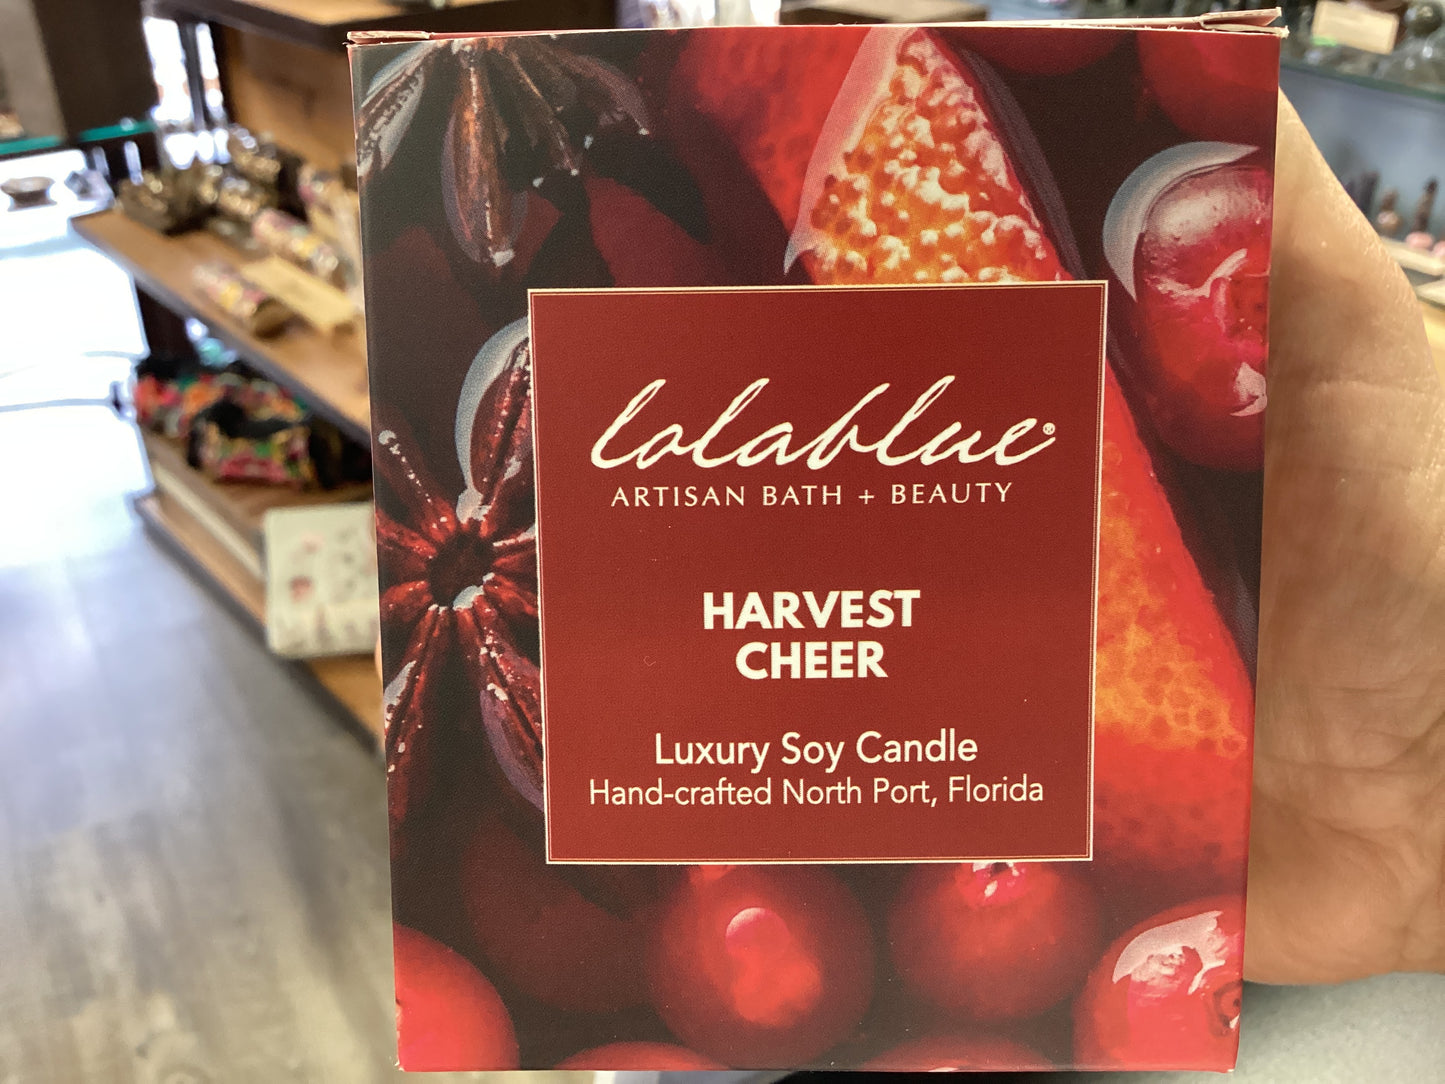 lolablue®
ARTISAN BATH + BEAUTY
HARVEST
CHEER
Luxury Soy Candle
Hand-crafted North Port, Florida